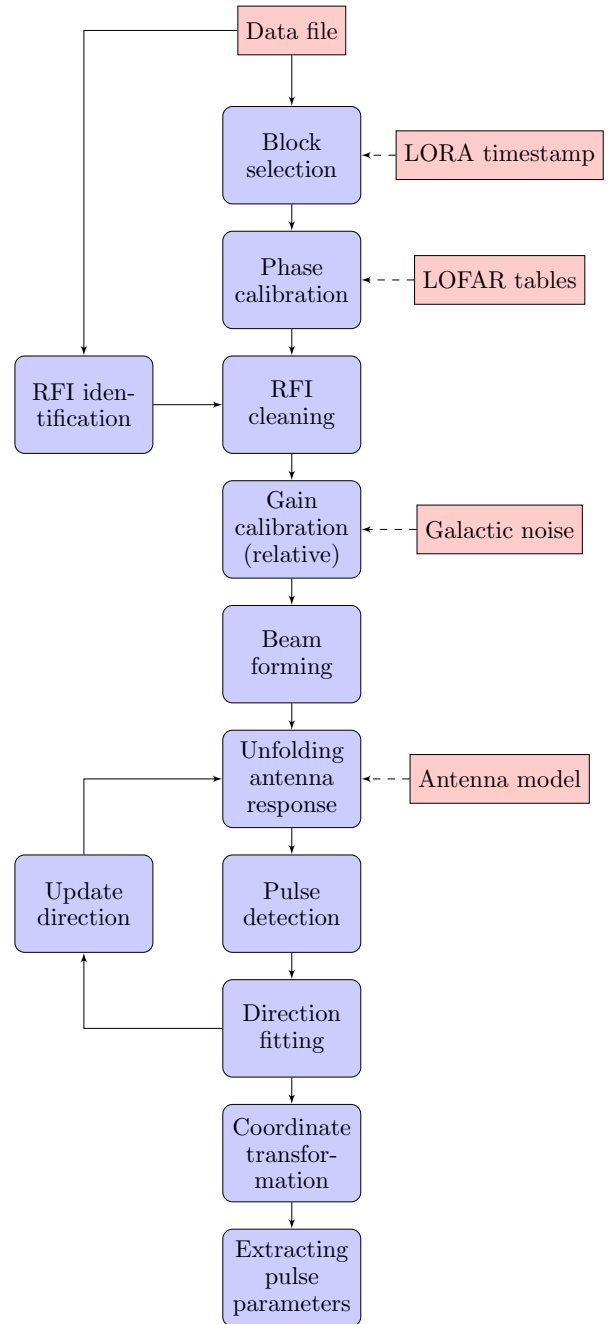 Data file
Block
selection
LORA timestamp
Phase
calibration
LOFAR tables
RFI iden-
tification
RFI
cleaning
Gain
calibration
(relative)
Galactic noise
Beam
forming
Unfolding
antenna
response
Antenna model
Update
direction
Pulse
detection
Direction
fitting
Coordinate
transfor-
mation
Extracting
pulse
parameters